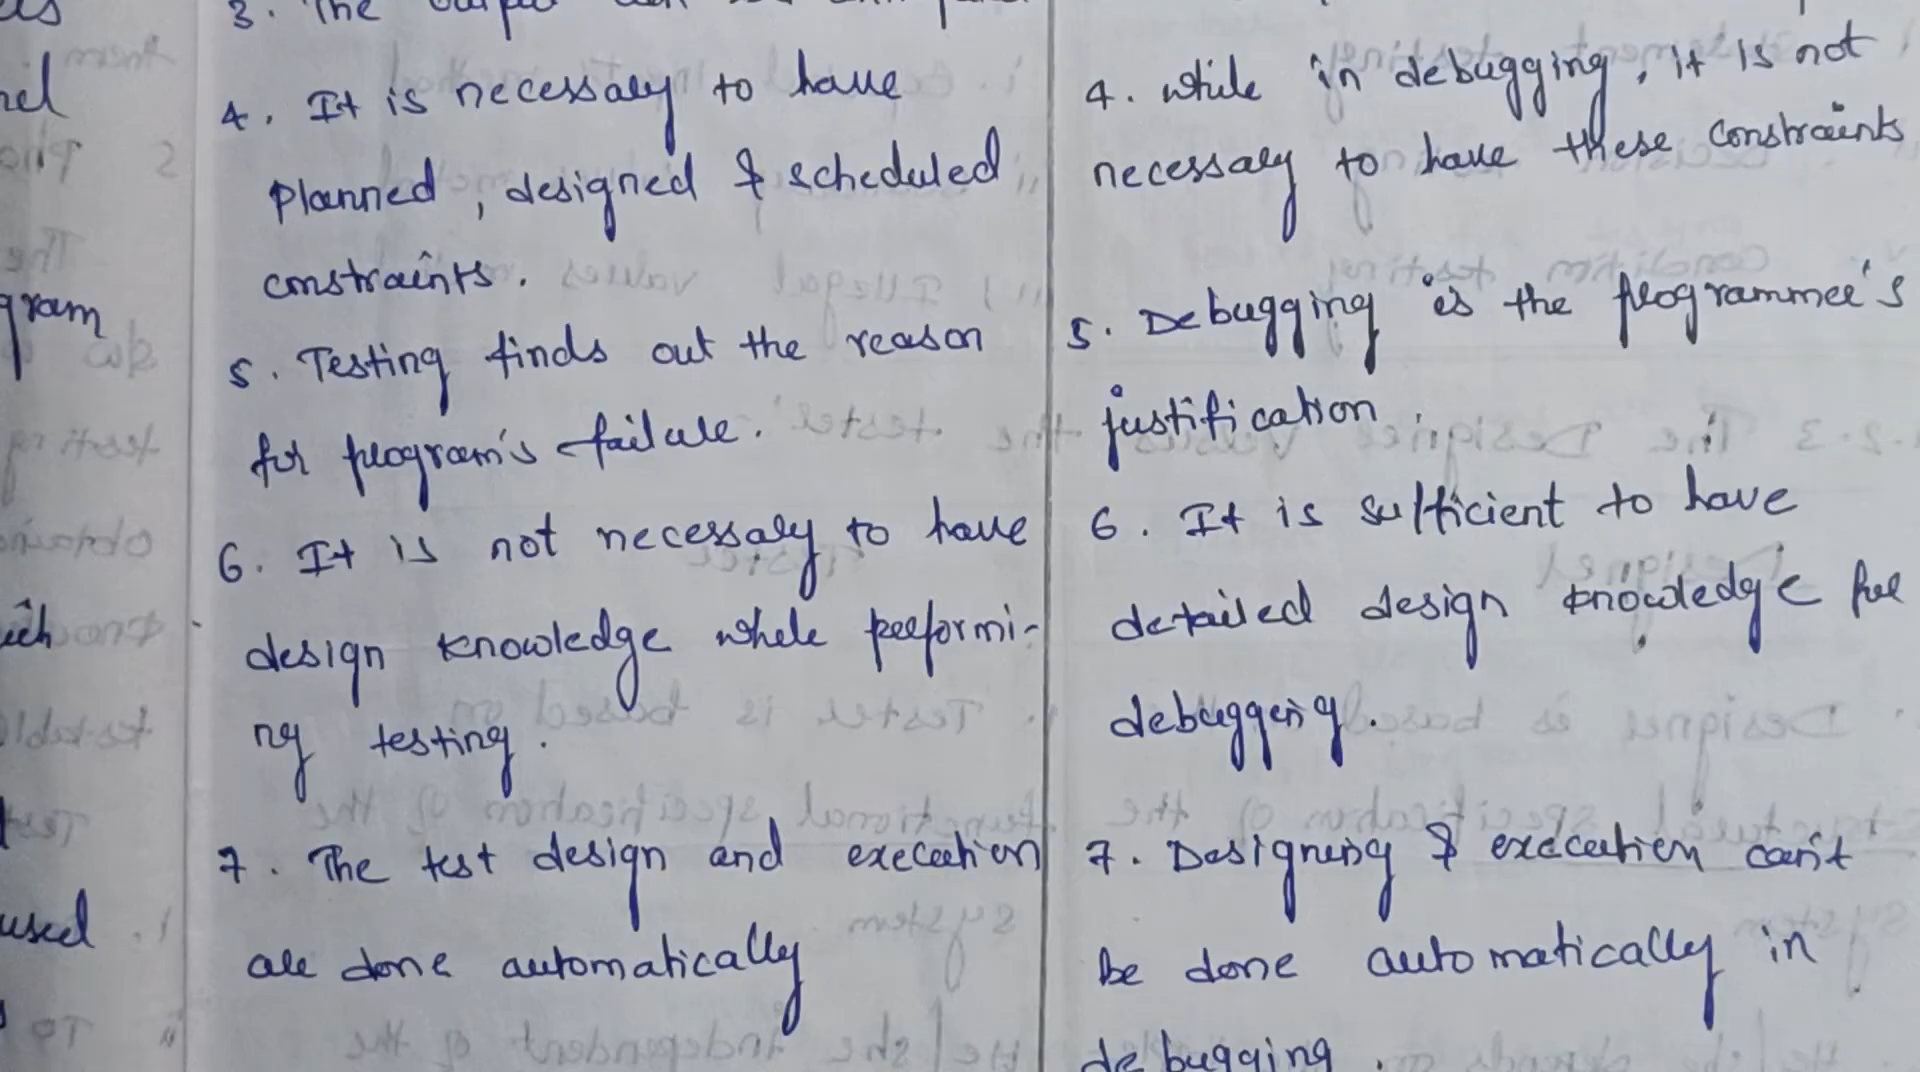 3. The
4. It is necessary to have
planned, designed & scheduled
constraints.
5. Testing finds out the reason
for program's failure.
6. It is not necessary to have
design knowledge while performi-
ng testing.
7. The test design and execution
are done automatically
4. while in debugging, it is not
necessary to have these constraints
5. Debugging is the programmer's
justification.
6. It is sufficient to have
detailed design knowledge for
debugging.
7. Designing & execution can't
be done automatically in
debugging.
gram
used